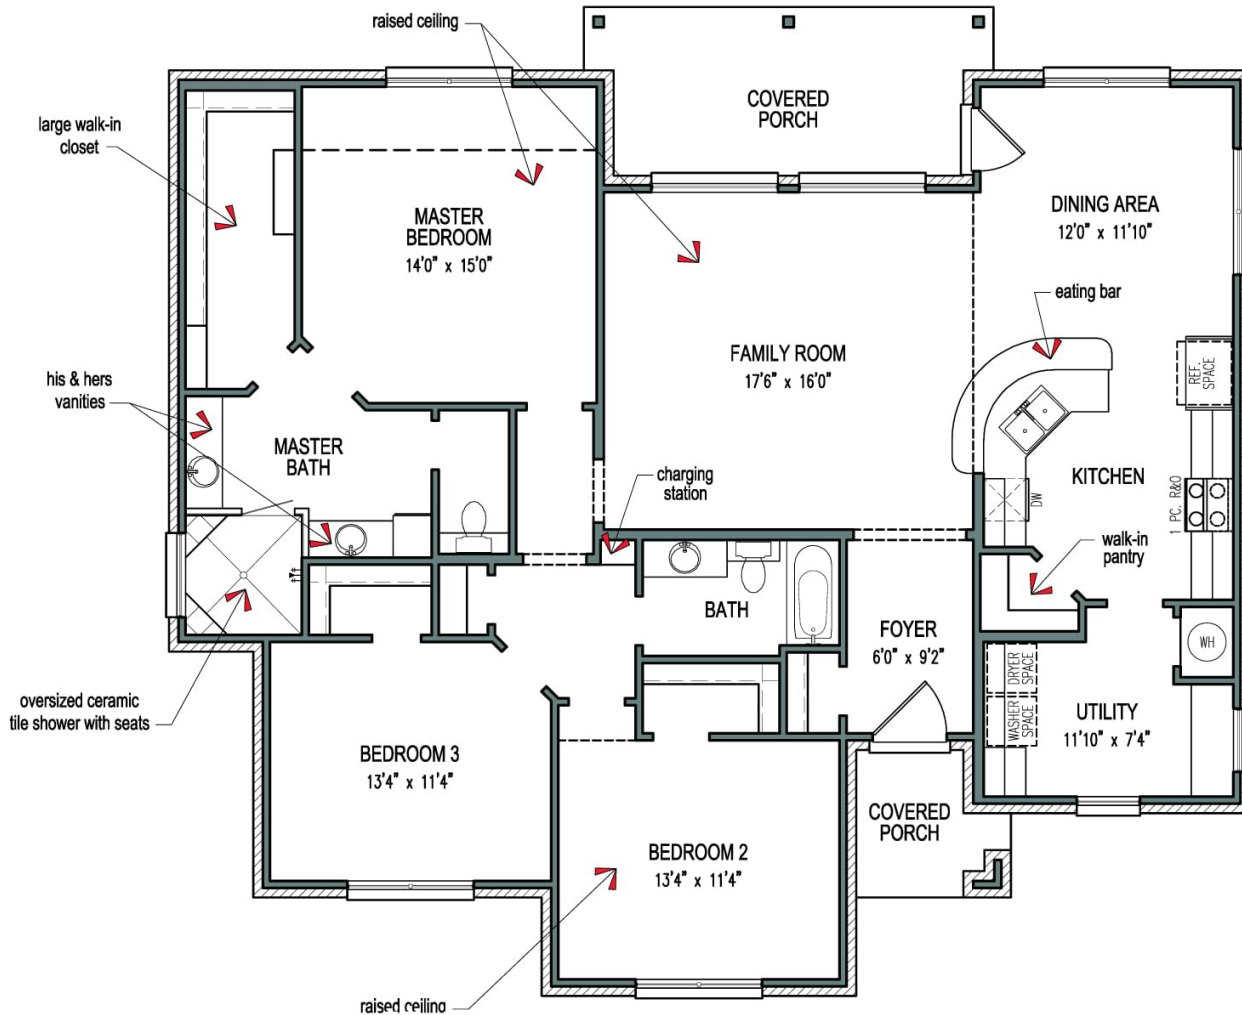 raised ceiling
COVERED
PORCH
large walk-in
closet
MASTER
BEDROOM
14'0" x 15'0"
DINING AREA
12'0" x 11'10"
eating bar
FAMILY ROOM
17'6" x 16'0"
REF.
SPACE
his & hers
vanities
MASTER
BATH
charging
station
KITCHEN
DW
1 PC. R&O
walk-in
pantry
BATH
FOYER
6'0" x 9'2"
WH
DRYER
SPACE
WASHER
SPACE
oversized ceramic
tile shower with seats
UTILITY
11'10" x 7'4"
BEDROOM 3
13'4" x 11'4"
COVERED
PORCH
BEDROOM 2
13'4" x 11'4"
raised ceiling